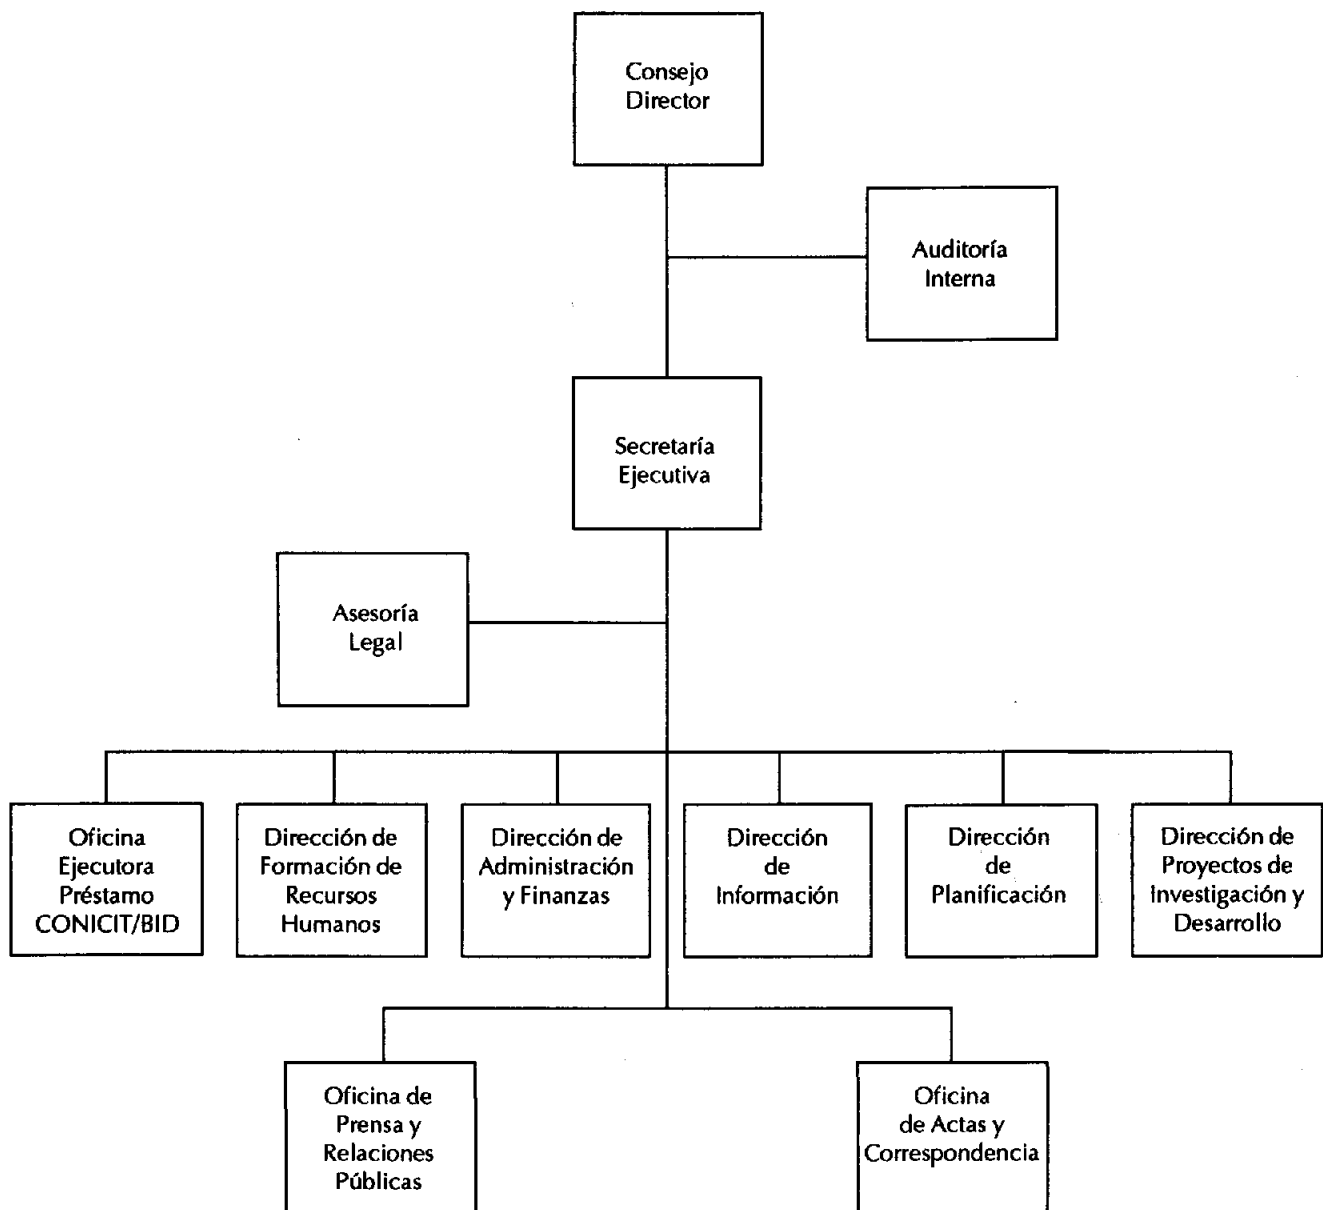 Consejo
Director
Auditoría
Interna
Secretaría
Ejecutiva
Asesoría
Legal
Oficina
Ejecutora
Préstamo
CONICIT/BID
Dirección de
Formación de
Recursos
Humanos
Dirección de
Administración
y Finanzas
Dirección
de
Información
Dirección
de
Planificación
Dirección de
Proyectos de
Investigación y
Desarrollo
Oficina de
Prensa y
Relaciones
Públicas
Oficina
de Actas y
Correspondencia